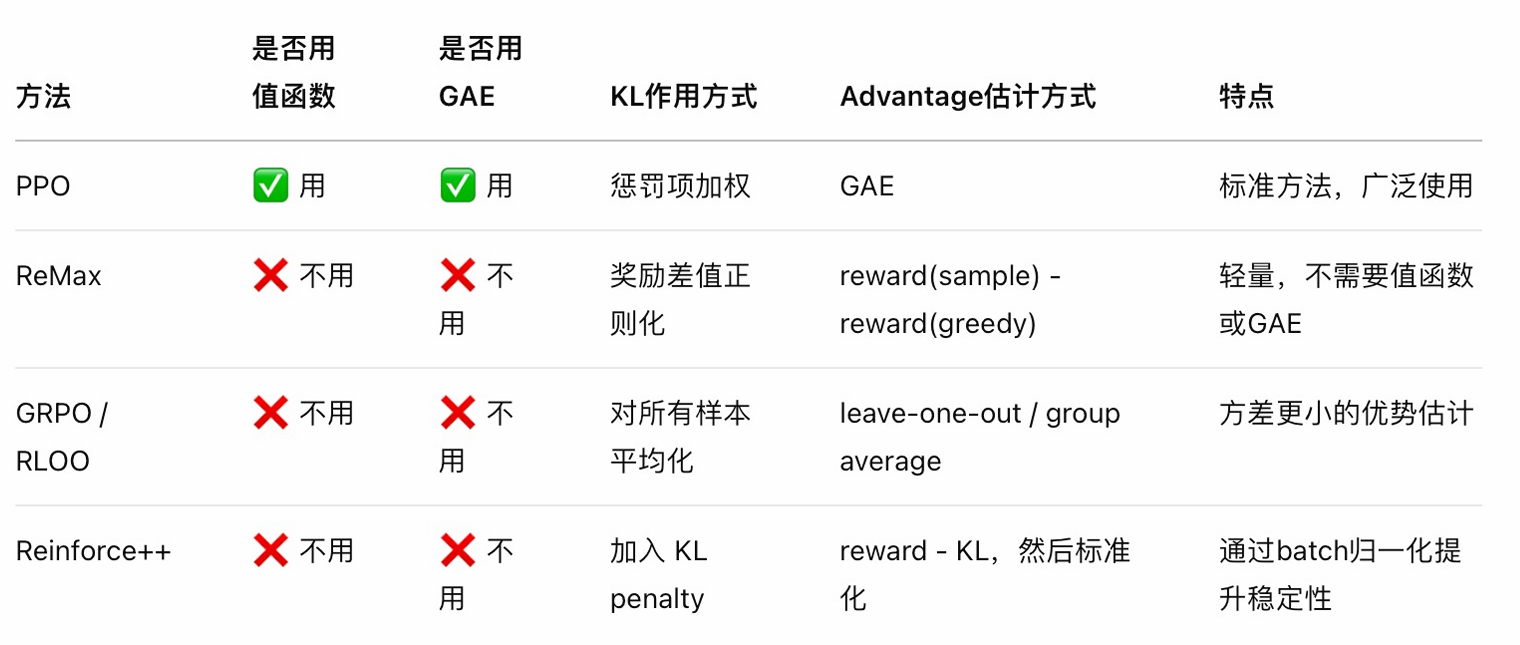 是否用 是否用
方法 值函数 GAE KL作用方式 Advantage估计方式 特点
PPO ✅ 用 ✅ 用 惩罚项加权 GAE 标准方法，广泛使用
ReMax ❌ 不用 ❌ 不 奖励差值正 reward(sample) - 轻量，不需要值函数
用 则化 reward(greedy) 或GAE
GRPO / ❌ 不用 ❌ 不 对所有样本 leave-one-out / group 方差更小的优势估计
RLOO 用 平均化 average
Reinforce++ ❌ 不用 ❌ 不 加入 KL reward - KL，然后标准 通过batch归一化提
用 penalty 化 升稳定性